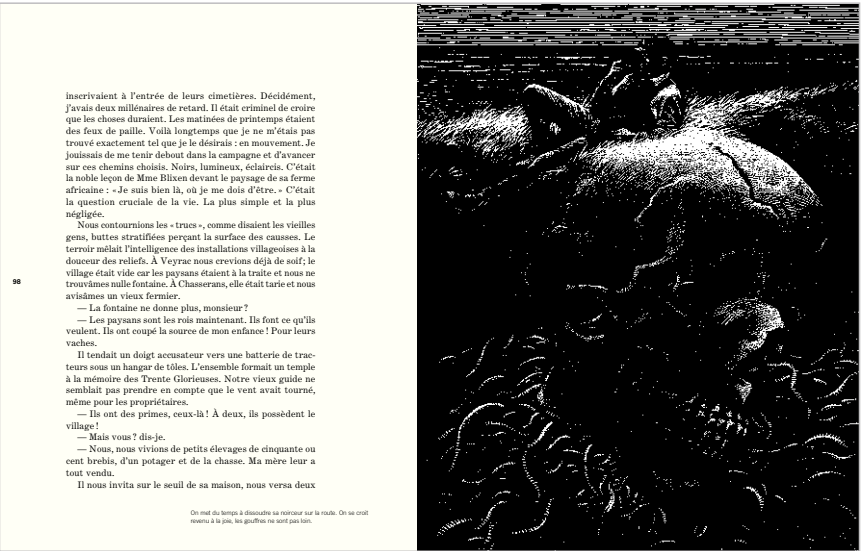 inscrivaient à l'entrée de leurs cimetières. Décidément,
j'avais deux millénaires de retard. Il était criminel de croire
que les choses duraient. Les matinées de printemps étaient
des feux de paille. Voilà longtemps que je ne m'étais pas
trouvé exactement tel que je le désirais : en mouvement. Je
jouissais de me tenir debout dans la campagne et d'avancer
sur ces chemins choisis. Noirs, lumineux, éclaircis. C'était
la noble leçon de Mme Blixen devant le paysage de sa ferme
africaine : « Je suis bien là, où je me dois d'être. » C'était
la question cruciale de la vie. La plus simple et la plus
négligée.
Nous contournions les « trucs », comme disaient les vieilles
gens, buttes stratifiées perçant la surface des causses. Le
terroir mêlait l'intelligence des installations villageoises à la
douceur des reliefs. À Veyrac nous crevions déjà de soif ; le
village était vide car les paysans étaient à la traite et nous ne
trouvâmes nulle fontaine. À Chasserans, elle était tarie et nous
avisâmes un vieux fermier.
— La fontaine ne donne plus, monsieur ?
— Les paysans sont les rois maintenant. Ils font ce qu'ils
veulent. Ils ont coupé la source de mon enfance ! Pour leurs
vaches.
Il tendait un doigt accusateur vers une batterie de trac-
teurs sous un hangar de tôles. L'ensemble formait un temple
à la mémoire des Trente Glorieuses. Notre vieux guide ne
semblait pas prendre en compte que le vent avait tourné,
même pour les propriétaires.
— Ils ont des primes, ceux-là ! À deux, ils possèdent le
village !
— Mais vous ? dis-je.
— Nous, nous vivions de petits élevages de cinquante ou
cent brebis, d'un potager et de la chasse. Ma mère leur a
tout vendu.
Il nous invita sur le seuil de sa maison, nous versa deux
98
On met du temps à dissoudre sa noirceur sur la route. On se croit
revenu à la joie, les gouffres ne sont pas loin.